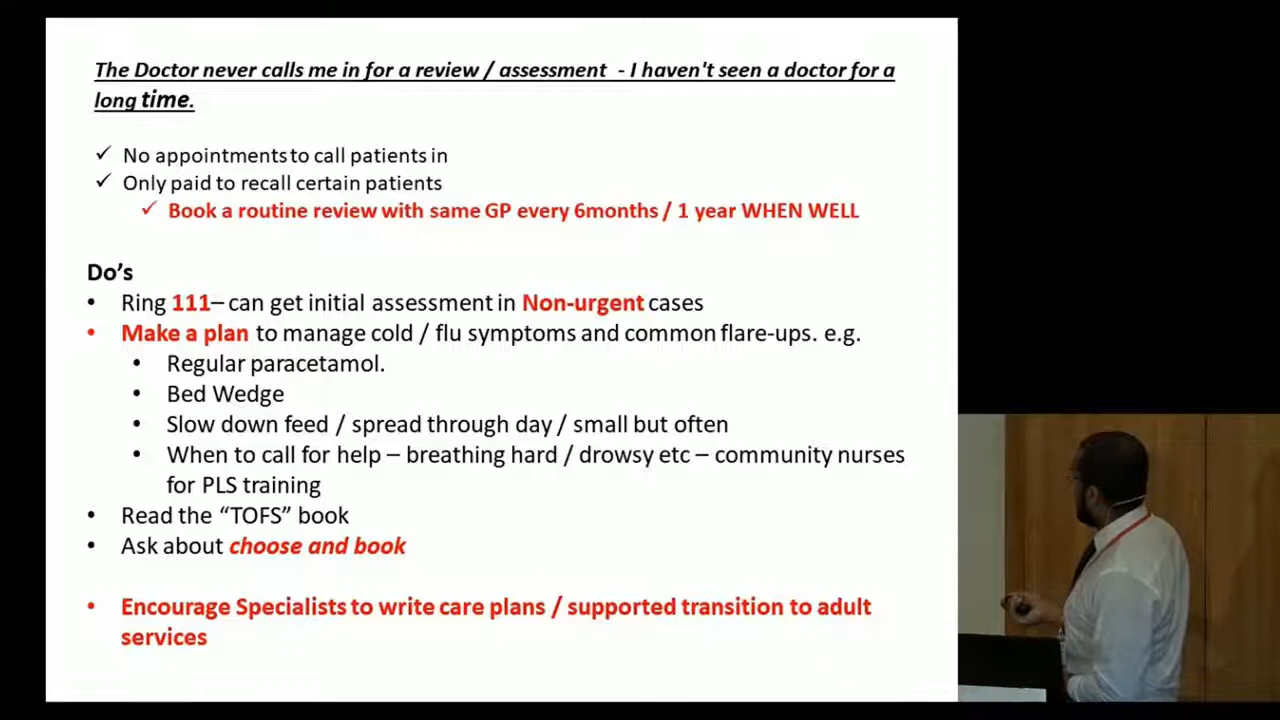 The Doctor never calls me in for a review / assessment - I haven't seen a doctor for a
long time.
✓ No appointments to call patients in
✓ Only paid to recall certain patients
✓ Book a routine review with same GP every 6months / 1 year WHEN WELL
Do's
• Ring 111– can get initial assessment in Non-urgent cases
• Make a plan to manage cold / flu symptoms and common flare-ups. e.g.
• Regular paracetamol.
• Bed Wedge
• Slow down feed / spread through day / small but often
• When to call for help – breathing hard / drowsy etc – community nurses
for PLS training
• Read the “TOFS” book
• Ask about choose and book
• Encourage Specialists to write care plans / supported transition to adult
services